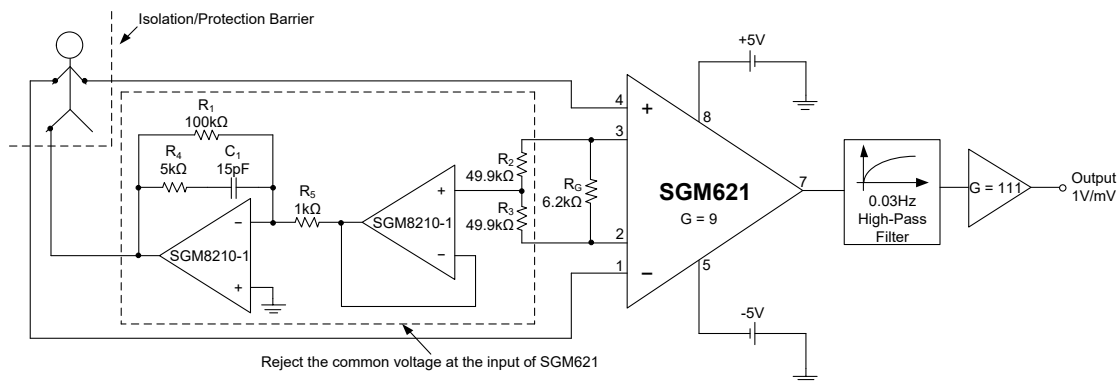 Isolation/Protection Barrier
R1
100kΩ
R4
5kΩ
C1
15pF
R5
1kΩ
SGM8210-1
−
+
SGM8210-1
+
−
R2
49.9kΩ
R3
49.9kΩ
RG
6.2kΩ
4
3
2
1
+
−
SGM621
G = 9
8
+5V
7
5
-5V
0.03Hz
High-Pass
Filter
G = 111
Output
1V/mV
Reject the common voltage at the input of SGM621